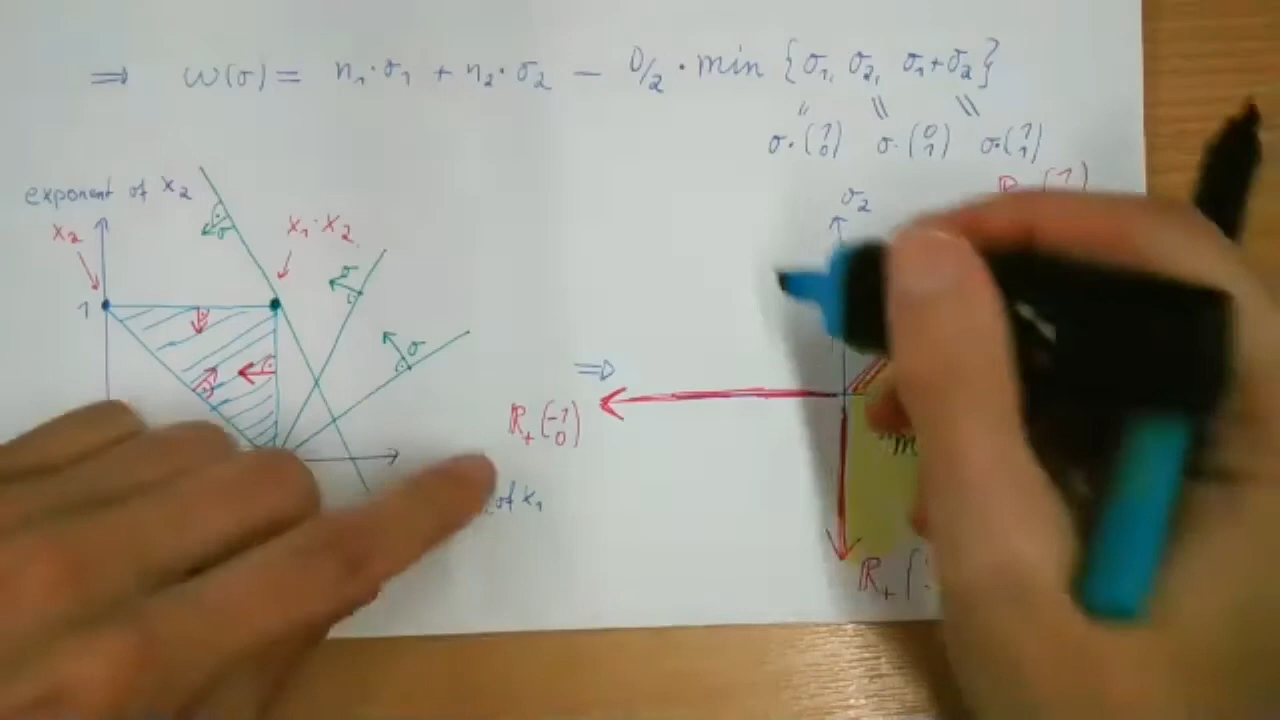 ⇒ ω(σ) = n₁·σ₁ + n₂·σ₂ − D/2 · min {σ₁, σ₂, σ₁+σ₂}
σ·(1 0) σ·(0 1) σ·(1 1)
exponent of x₂
x₂
x₁·x₂
σ₂
σ
σ
σ
1
⇒
ℝ₊(-1 0)
of x₁
ℝ₊